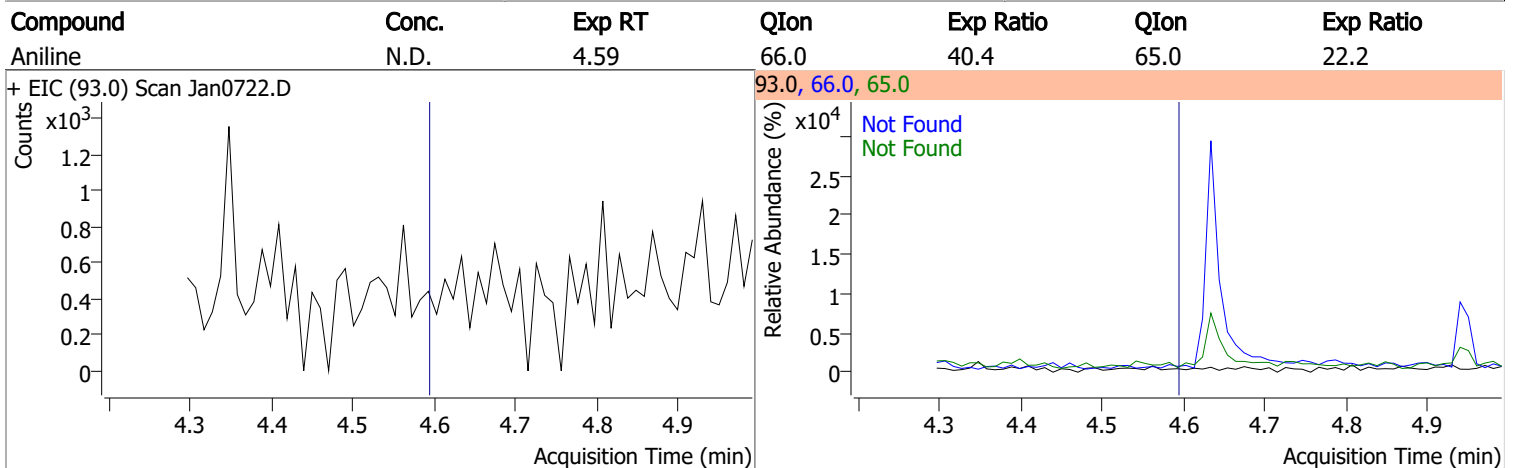 Compound Conc. Exp RT QIon Exp Ratio QIon Exp Ratio
Aniline N.D. 4.59 66.0 40.4 65.0 22.2
+ EIC (93.0) Scan Jan0722.D
Counts
x10³
1.2
1
0.8
0.6
0.4
0.2
0
4.3 4.4 4.5 4.6 4.7 4.8 4.9
Acquisition Time (min)
93.0, 66.0, 65.0
Relative Abundance (%)
x10⁴
Not Found
Not Found
2.5
2
1.5
1
0.5
0
4.3 4.4 4.5 4.6 4.7 4.8 4.9
Acquisition Time (min)